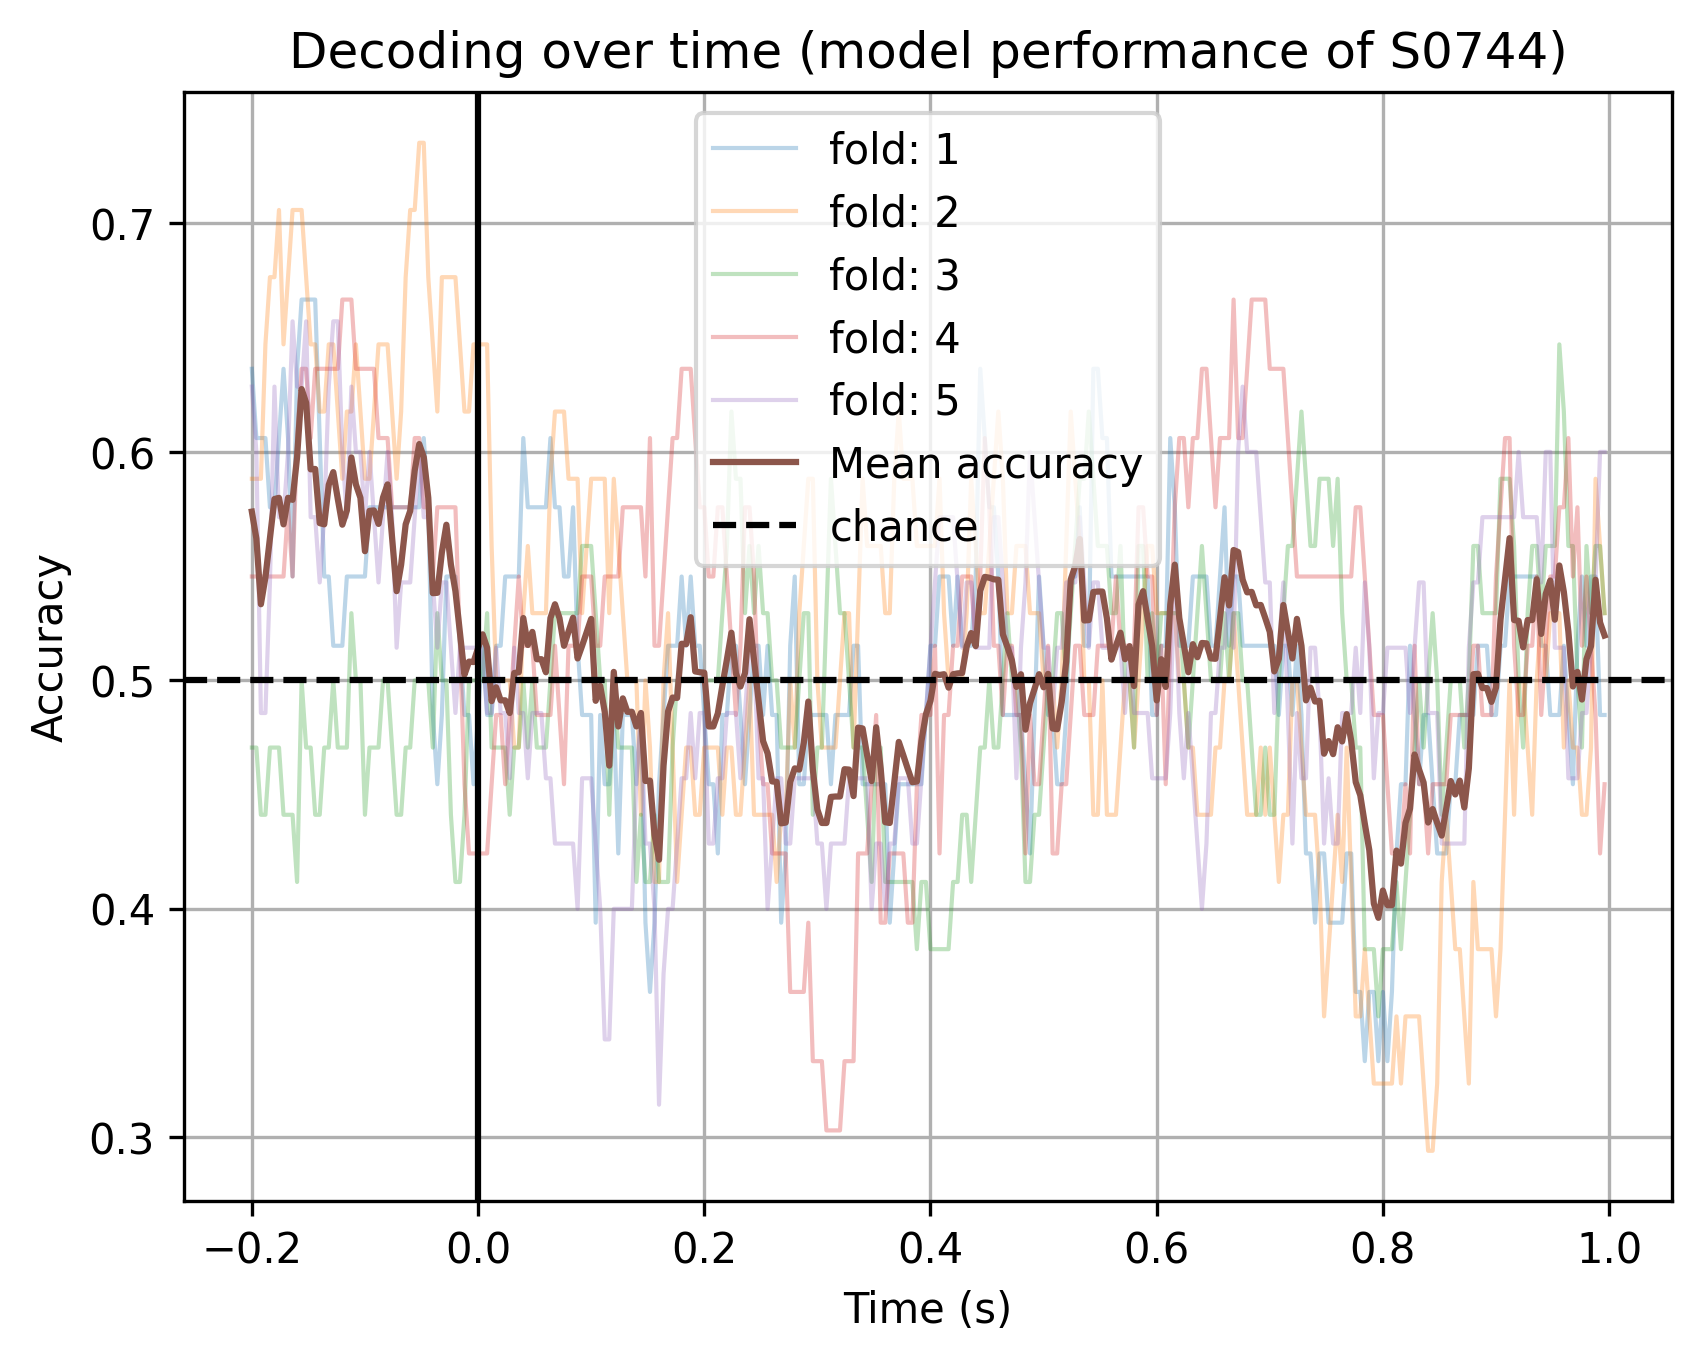 Decoding over time (model performance of S0744)
fold: 1
fold: 2
fold: 3
fold: 4
fold: 5
Mean accuracy
chance
Accuracy
0.7
0.6
0.5
0.4
0.3
−0.2 0.0 0.2 0.4 0.6 0.8 1.0
Time (s)